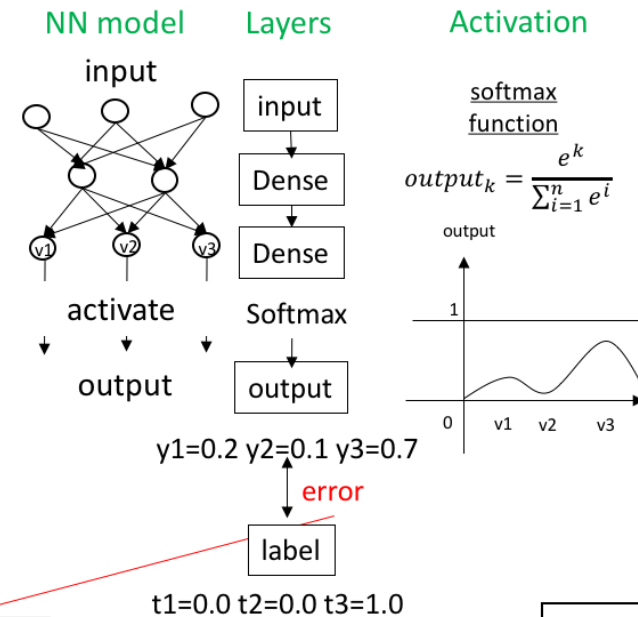 NN model
input
v1 v2 v3
activate
output
Layers
input
Dense
Dense
Softmax
output
y1=0.2 y2=0.1 y3=0.7
error
label
t1=0.0 t2=0.0 t3=1.0
Activation
softmax
function
output_k = e^k / ∑_{i=1}^{n} e^i
output
1
0 v1 v2 v3